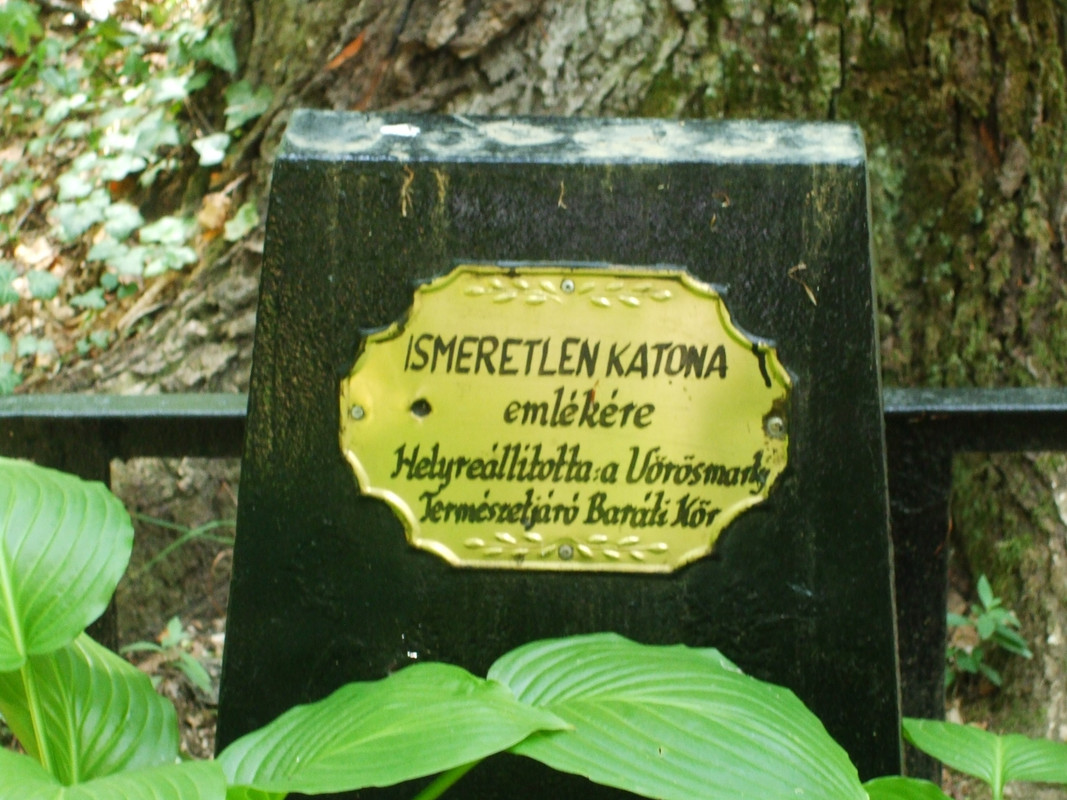 ISMERETLEN KATONA
emlékére
Helyreállította: a Vörösmarty
Természetjáró Baráti Kör